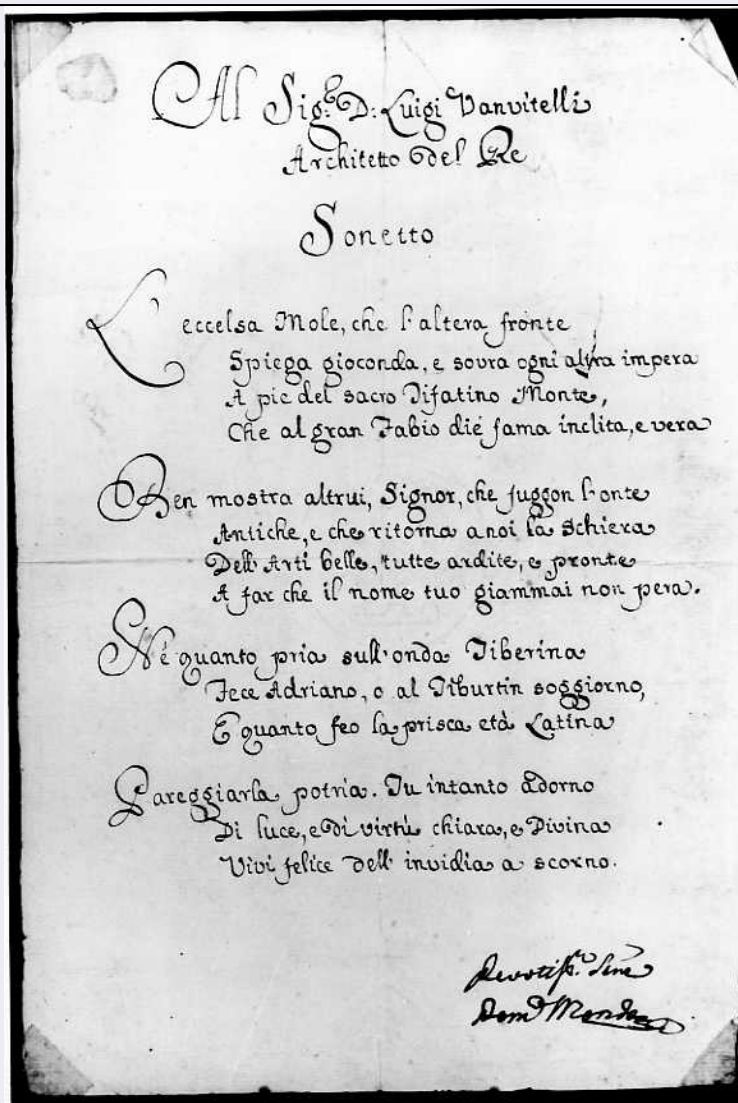 Al Sig.e D: Luigi Vanvitelli
Architetto del Re
Sonetto
L'eccelsa Mole, che l'altera fronte
Spiega gioconda, e sovra ogni altra impera
A piè del sacro Tifatino Monte,
Che al gran Fabio diè fama inclita, e vera
Ben mostra altrui, Signor, che fuggon l'onte
Antiche, e che ritorna a noi la Schiera
Dell'Arti belle, tutte ardite, e pronte
A far che il nome tuo giammai non pera.
Nè quanto pria sull'onda Tiberina
Fece Adriano, o al Tiburtin soggiorno,
E quanto feo la prisca età Latina
Pareggiarla potria. Tu intanto adorno
Di luce, e di virtù chiara, e Divina
Vivi felice dell'invidia a scorno.
Devotiss.o
Dom.o Mondo